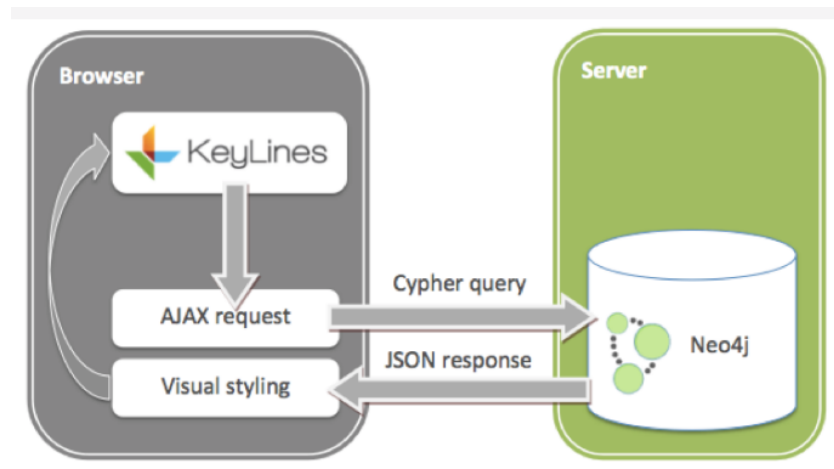 Browser
Server
KeyLines
AJAX request
Cypher query
Neo4j
JSON response
Visual styling